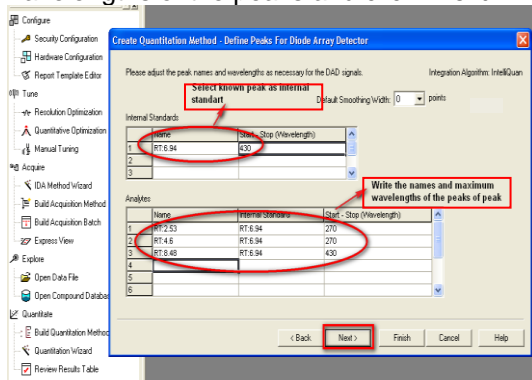 Configure
Security Configuration
Hardware Configuration
Report Template Editor
Tune
Resolution Optimization
Quantitative Optimization
Manual Tuning
Acquire
IDA Method Wizard
Build Acquisition Method
Build Acquisition Batch
Express View
Explore
Open Data File
Open Compound Databas
Quantitate
Build Quantitation Method
Quantitation Wizard
Review Results Table
Create Quantitation Method - Define Peaks For Diode Array Detector
Please adjust the peak names and wavelengths as necessary for the DAD signals.
Integration Algorithm: IntelliQuan
Select known peak as internal
standart
Default Smoothing Width: 0 points
Internal Standards
Name Start - Stop (Wavelength)
1 RT:6.94 430
2
3
Write the names and maximum
wavelengths of the peaks of peak
Analytes
Name Internal Standard Start - Stop (Wavelength)
1 RT:2.53 RT:6.94 270
2 RT:4.6 RT:6.94 270
3 RT:8.48 RT:6.94 430
4
5
6
< Back Next > Finish Cancel Help